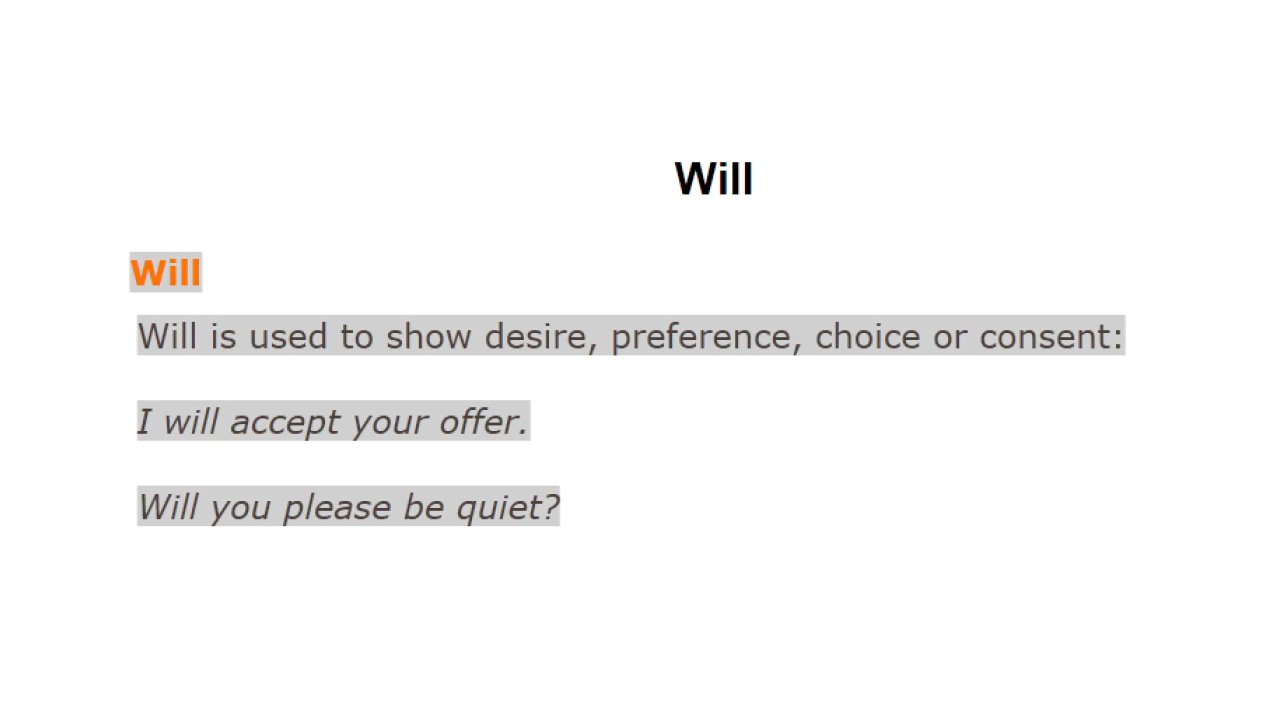 Will
Will
Will is used to show desire, preference, choice or consent:
I will accept your offer.
Will you please be quiet?